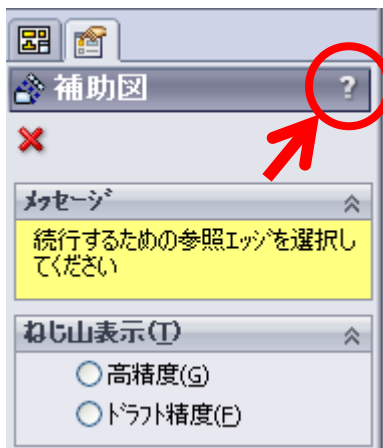 補助図 ?
メッセージ
続行するための参照エッジを選択し
てください
ねじ山表示(T)
高精度(G)
ドラフト精度(F)